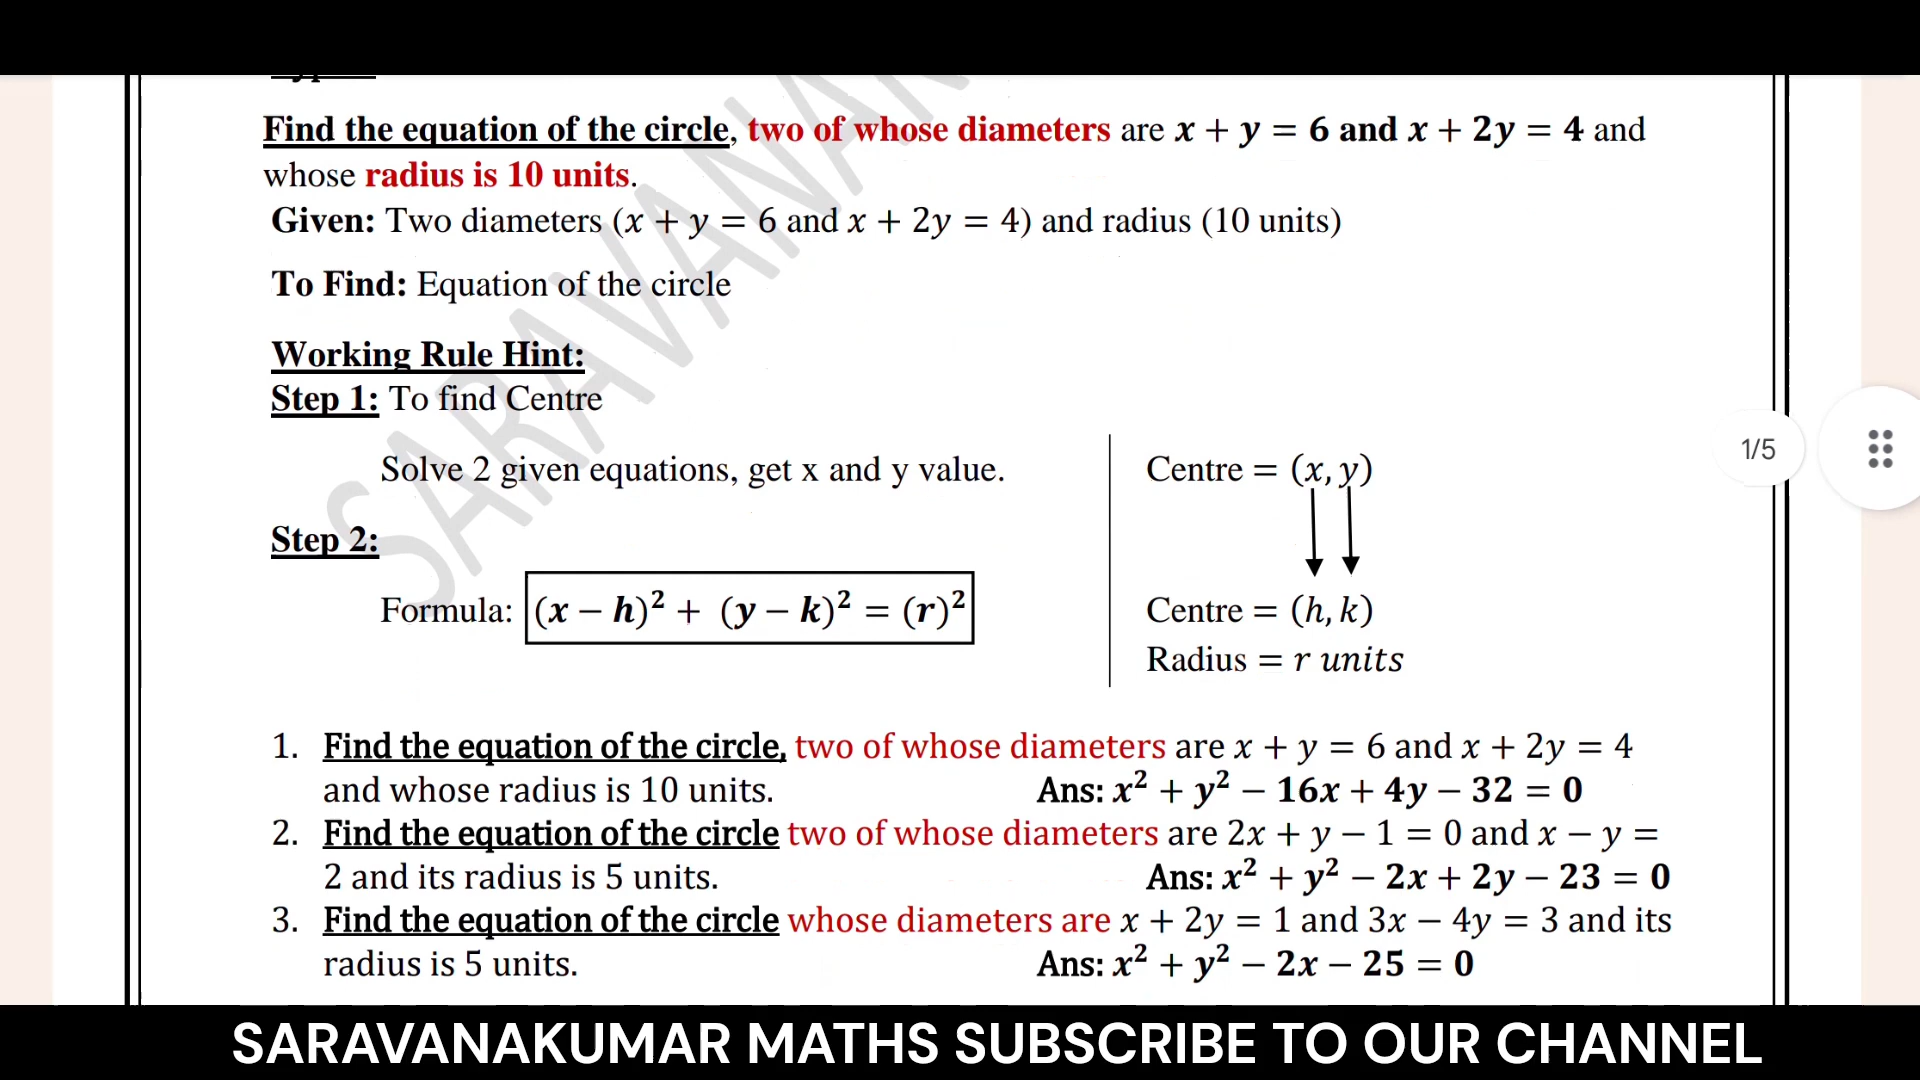 Find the equation of the circle, two of whose diameters are x + y = 6 and x + 2y = 4 and
whose radius is 10 units.
Given: Two diameters (x + y = 6 and x + 2y = 4) and radius (10 units)
To Find: Equation of the circle
Working Rule Hint:
Step 1: To find Centre
Solve 2 given equations, get x and y value.
Centre = (x, y)
Step 2:
Formula: (x − h)² + (y − k)² = (r)²
Centre = (h, k)
Radius = r units
1. Find the equation of the circle, two of whose diameters are x + y = 6 and x + 2y = 4
and whose radius is 10 units. Ans: x² + y² − 16x + 4y − 32 = 0
2. Find the equation of the circle two of whose diameters are 2x + y − 1 = 0 and x − y =
2 and its radius is 5 units. Ans: x² + y² − 2x + 2y − 23 = 0
3. Find the equation of the circle whose diameters are x + 2y = 1 and 3x − 4y = 3 and its
radius is 5 units. Ans: x² + y² − 2x − 25 = 0
1/5
SARAVANAKUMAR MATHS SUBSCRIBE TO OUR CHANNEL
SARAVANA